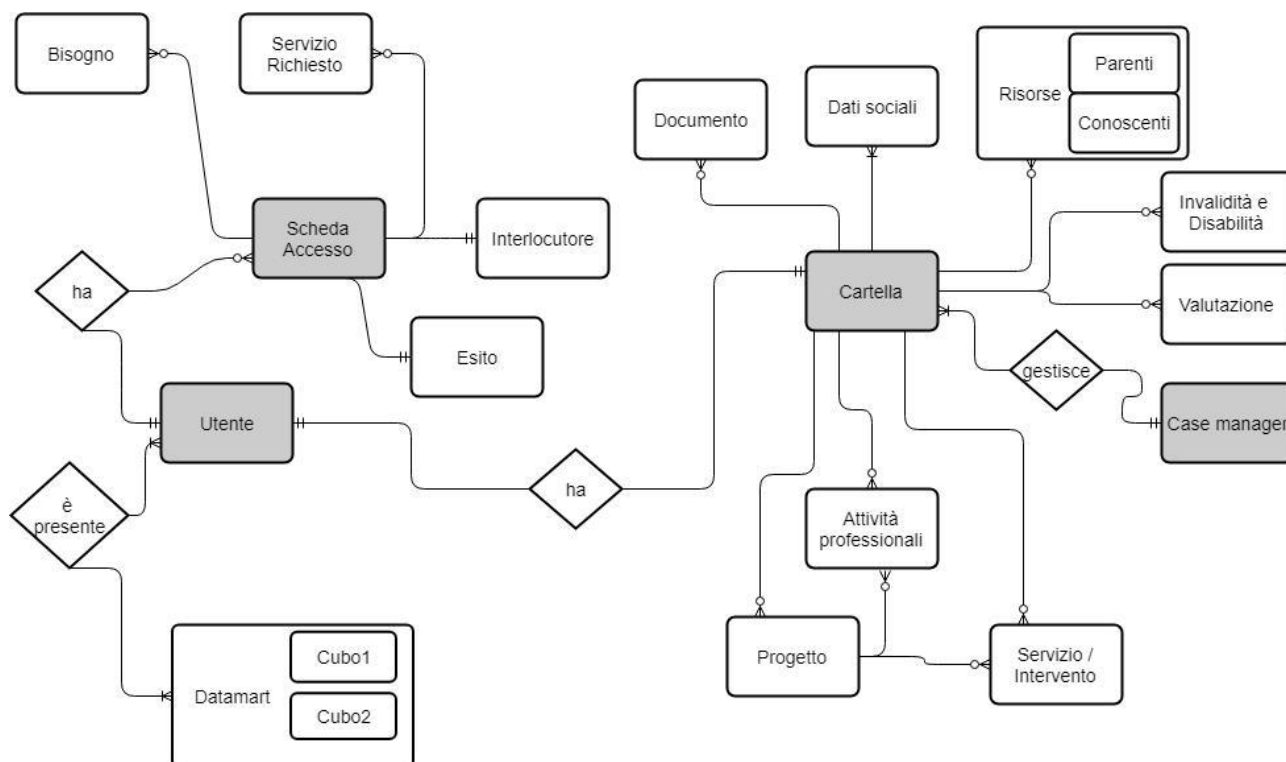 Bisogno
Servizio
Richiesto
Documento
Dati sociali
Risorse
Parenti
Conoscenti
Scheda
Accesso
Interlocutore
Invalidità e
Disabilità
ha
Cartella
Valutazione
Esito
gestisce
Utente
Case manager
ha
è
presente
Attività
professionali
Cubo1
Progetto
Servizio /
Intervento
Datamart
Cubo2